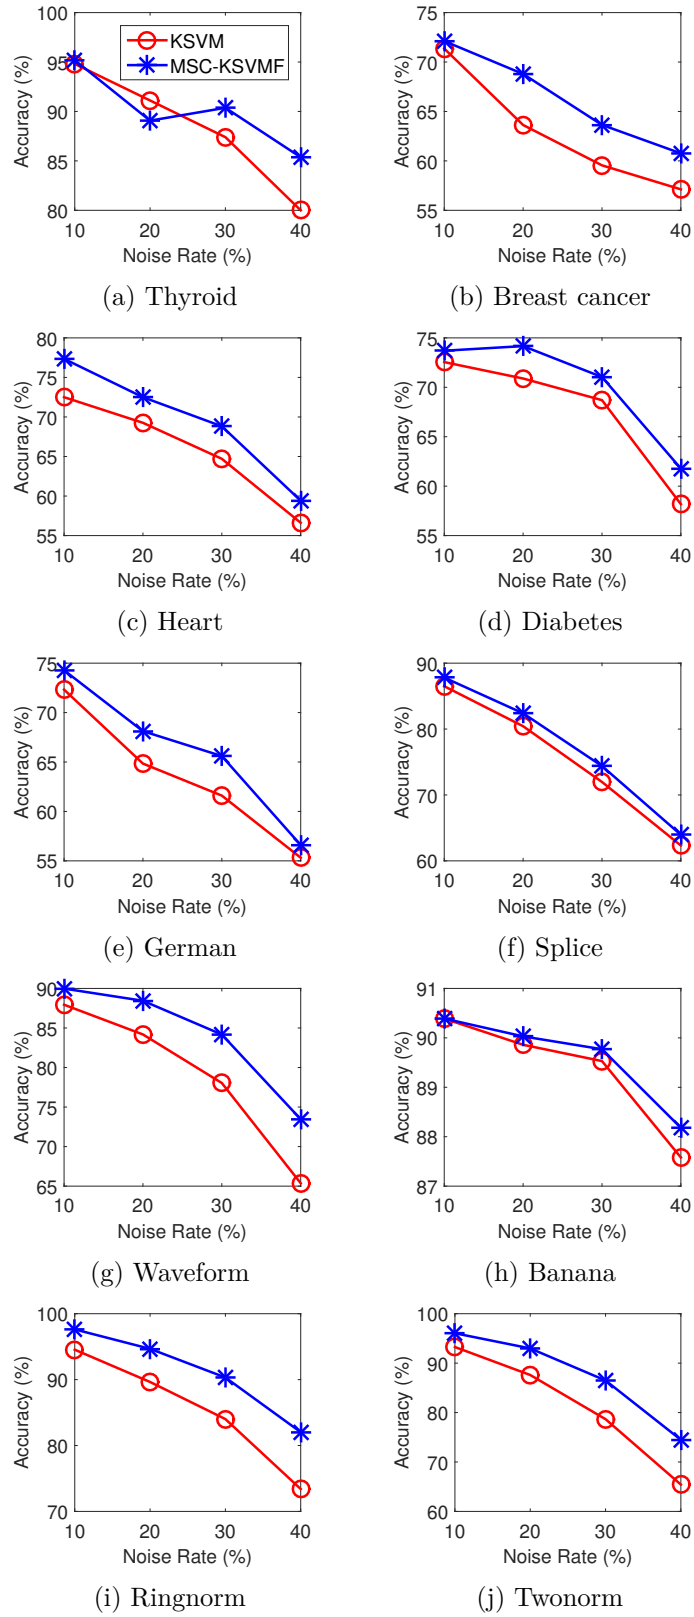 100
95
90
85
80
Accuracy (%)
10 20 30 40
Noise Rate (%)
KSVM
MSC-KSVMF
(a) Thyroid
75
70
65
60
55
Accuracy (%)
10 20 30 40
Noise Rate (%)
(b) Breast cancer
80
75
70
65
60
55
Accuracy (%)
10 20 30 40
Noise Rate (%)
(c) Heart
75
70
65
60
55
Accuracy (%)
10 20 30 40
Noise Rate (%)
(d) Diabetes
75
70
65
60
55
Accuracy (%)
10 20 30 40
Noise Rate (%)
(e) German
90
80
70
60
Accuracy (%)
10 20 30 40
Noise Rate (%)
(f) Splice
90
85
80
75
70
65
Accuracy (%)
10 20 30 40
Noise Rate (%)
(g) Waveform
91
90
89
88
87
Accuracy (%)
10 20 30 40
Noise Rate (%)
(h) Banana
100
90
80
70
Accuracy (%)
10 20 30 40
Noise Rate (%)
(i) Ringnorm
100
90
80
70
60
Accuracy (%)
10 20 30 40
Noise Rate (%)
(j) Twonorm